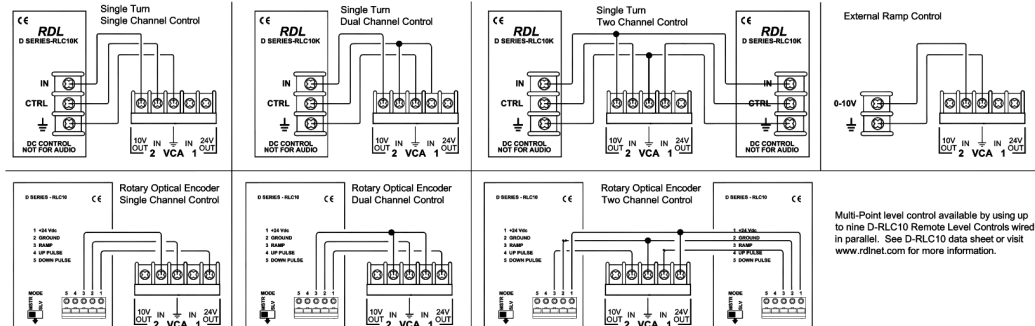 Single Turn
Single Channel Control
CE
RDL
D SERIES-RLC10K
IN
CTRL
DC CONTROL
NOT FOR AUDIO
10V OUT IN IN 24V OUT
2 VCA 1
Single Turn
Dual Channel Control
CE
RDL
D SERIES-RLC10K
IN
CTRL
DC CONTROL
NOT FOR AUDIO
10V OUT IN IN 24V OUT
2 VCA 1
Single Turn
Two Channel Control
CE
RDL
D SERIES-RLC10K
IN
CTRL
DC CONTROL
NOT FOR AUDIO
10V OUT IN IN 24V OUT
2 VCA 1
CE
RDL
D SERIES-RLC10K
IN
CTRL
DC CONTROL
NOT FOR AUDIO
External Ramp Control
0-10V
10V OUT IN IN 24V OUT
2 VCA 1
Rotary Optical Encoder
Single Channel Control
D SERIES - RLC10 CE
1 +24 Vdc
2 GROUND
3 RAMP
4 UP PULSE
5 DOWN PULSE
MODE
MSTR
SLV
5 4 3 2 1
10V OUT IN IN 24V OUT
2 VCA 1
Rotary Optical Encoder
Dual Channel Control
D SERIES - RLC10 CE
1 +24 Vdc
2 GROUND
3 RAMP
4 UP PULSE
5 DOWN PULSE
MODE
MSTR
SLV
5 4 3 2 1
10V OUT IN IN 24V OUT
2 VCA 1
Rotary Optical Encoder
Two Channel Control
D SERIES - RLC10 CE
1 +24 Vdc
2 GROUND
3 RAMP
4 UP PULSE
5 DOWN PULSE
MODE
MSTR
SLV
5 4 3 2 1
10V OUT IN IN 24V OUT
2 VCA 1
D SERIES - RLC10 CE
1 +24 Vdc
2 GROUND
3 RAMP
4 UP PULSE
5 DOWN PULSE
MODE
MSTR
SLV
5 4 3 2 1
Multi-Point level control available by using up
to nine D-RLC10 Remote Level Controls wired
in parallel. See D-RLC10 data sheet or visit
www.rdlnet.com for more information.